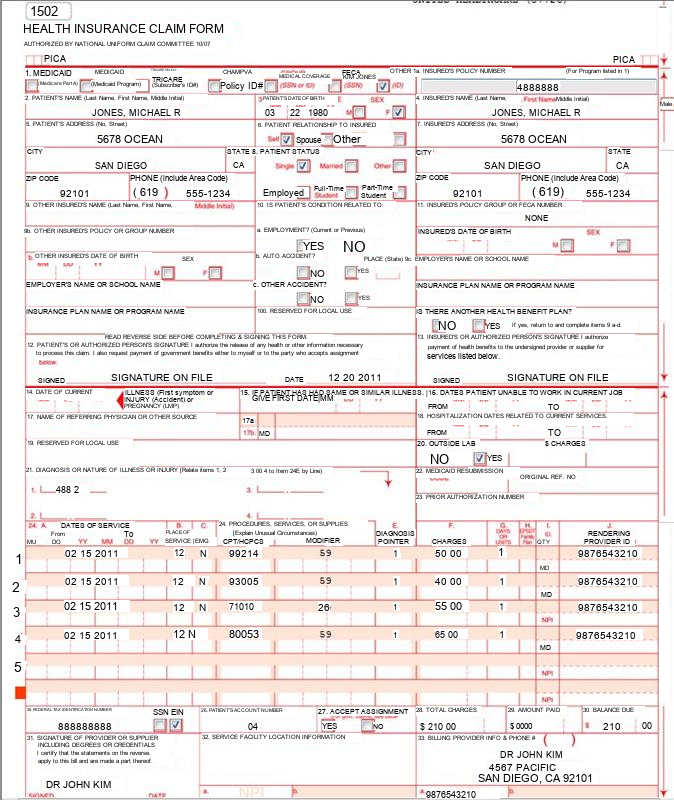 1502
HEALTH INSURANCE CLAIM FORM
AUTHORIZED BY NATIONAL UNIFORM CLAIM COMMITTEE 10/07
PICA PICA
1. MEDICAID MEDICAID TRICARE CHAMPVA MEDICAL COVERAGE FECA KIM JONES OTHER 1a. INSURED'S POLICY NUMBER (For Program listed in 1)
(Medicare PartA) (Medicaid Program) (Subscriber's ID#) Policy ID# (SSN or ID) (SSN) (ID)
4888888
2. PATIENT'S NAME (Last Name, First Name, Middle Initial) 3 PATIENT'S DATE OF BIRTH SEX 4. INSURED'S NAME (Last Name, First Name Middle Initial)
JONES, MICHAEL R 03 22 1980 M F JONES, MICHAEL R
Male
5. PATIENT'S ADDRESS (No, Street) 6. PATIENT RELATIONSHIP TO INSURED 7. INSURED'S ADDRESS (No, Street)
5678 OCEAN Self Spouse Other 5678 OCEAN
CITY STATE 8. PATIENT STATUS CITY STATE
SAN DIEGO CA Single Married Other SAN DIEGO CA
ZIP CODE PHONE (Include Area Code) ZIP CODE PHONE (Include Area Code)
92101 ( 619 ) 555-1234 Employed Full-Time Student Part-Time Student 92101 ( 619) 555-1234
9. OTHER INSURED'S NAME (Last Name, First Name, Middle Initial) 10. IS PATIENT'S CONDITION RELATED TO: 11. INSURED'S POLICY GROUP OR FECA NUMBER
NONE
9b. OTHER INSURED'S POLICY OR GROUP NUMBER a. EMPLOYMENT? (Current or Previous) INSURED'S DATE OF BIRTH SEX
YES NO M F
b. OTHER INSURED'S DATE OF BIRTH SEX b. AUTO ACCIDENT? PLACE (State) 9c. EMPLOYER'S NAME OR SCHOOL NAME
MM DD YY M F NO YES
EMPLOYER'S NAME OR SCHOOL NAME c. OTHER ACCIDENT? INSURANCE PLAN NAME OR PROGRAM NAME
NO YES
INSURANCE PLAN NAME OR PROGRAM NAME 100. RESERVED FOR LOCAL USE IS THERE ANOTHER HEALTH BENEFIT PLAN?
NO YES If yes, return to and complete items 9 a-d.
READ REVERSE SIDE BEFORE COMPLETING & SIGNING THIS FORM.
12. PATIENT'S OR AUTHORIZED PERSON'S SIGNATURE I authorize the release of any health or other information necessary
to process this claim. I also request payment of government benefits either to myself or to the party who accepts assignment
below.
13. INSURED'S OR AUTHORIZED PERSON'S SIGNATURE I authorize
payment of health benefits to the undersigned provider or supplier for
services listed below.
SIGNED SIGNATURE ON FILE DATE 12 20 2011 SIGNED SIGNATURE ON FILE
14. DATE OF CURRENT ILLNESS (First symptom or
INJURY (Accident) or
PREGNANCY (LMP)
15. IF PATIENT HAS HAD SAME OR SIMILAR ILLNESS.
GIVE FIRST DATE MM
16. DATES PATIENT UNABLE TO WORK IN CURRENT JOB
FROM TO
17. NAME OF REFERRING PHYSICIAN OR OTHER SOURCE 17a
17b. MD
18. HOSPITALIZATION DATES RELATED TO CURRENT SERVICES.
FROM TO
19. RESERVED FOR LOCAL USE 20. OUTSIDE LAB $ CHARGES
NO YES
21. DIAGNOSIS OR NATURE OF ILLNESS OR INJURY (Relate items 1, 2 3 00 4 to Item 24E by Line) 22. MEDICAID RESUBMISSION
CODE ORIGINAL REF. NO
1. 488 2 3.
23. PRIOR AUTHORIZATION NUMBER
2. 4.
24. A. DATES OF SERVICE B. C. 24. PROCEDURES, SERVICES, OR SUPPLIES E. F. G. H. I. J.
From To PLACE OF (Explain Unusual Circumstances) DIAGNOSIS DAYS OR UNITS EPSDT Family Plan ID. RENDERING
MU DO YY MM DD YY SERVICE EMG CPT/HCPCS MODIFIER POINTER CHARGES QTY PROVIDER ID
1 02 15 2011 12 N 99214 59 1 50 00 1 9876543210
MD
2 02 15 2011 12 N 93005 59 1 40 00 1 9876543210
MD
3 02 15 2011 12 N 71010 26 1 55 00 1 9876543210
NPI
4 02 15 2011 12 N 80053 59 1 65 00 1 9876543210
MD
5
NPI
NPI
25. FEDERAL TAX IDENTIFICATION NUMBER SSN EIN 26. PATIENT'S ACCOUNT NUMBER 27. ACCEPT ASSIGNMENT 28. TOTAL CHARGES 29. AMOUNT PAID 30. BALANCE DUE
888888888 04 YES NO $ 210 00 $ 0000 $ 210 00
31. SIGNATURE OF PROVIDER OR SUPPLIER
INCLUDING DEGREES OR CREDENTIALS
I certify that the statements on the reverse.
apply to this bill and are made a part thereof.
32. SERVICE FACILITY LOCATION INFORMATION
33. BILLING PROVIDER INFO & PHONE # ( )
DR JOHN KIM
4567 PACIFIC
SAN DIEGO, CA 92101
DR JOHN KIM
SIGNED DATE a. NPI b. a. 9876543210 b.